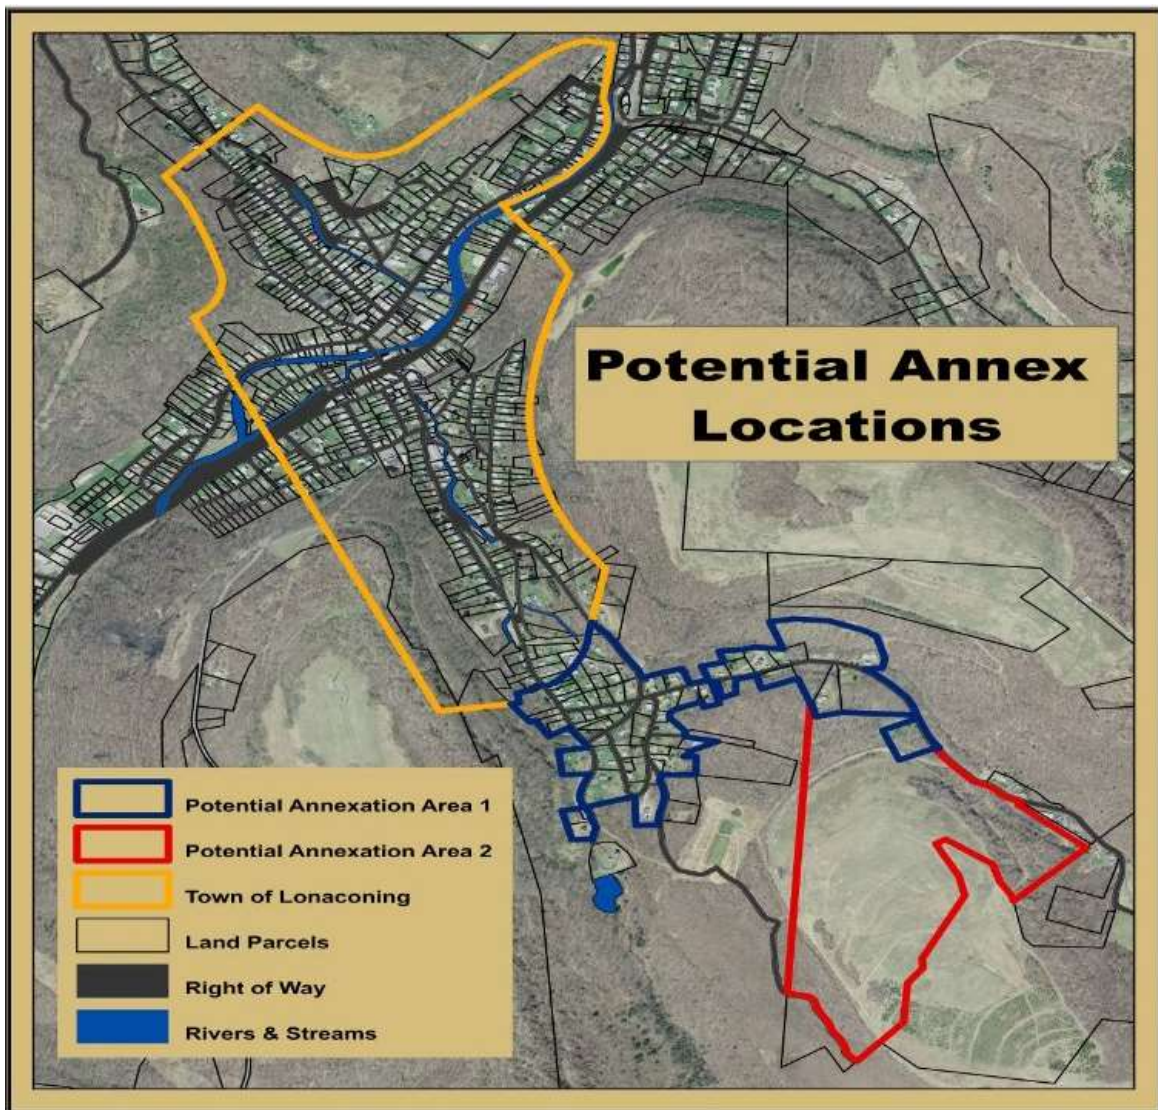 Potential Annex
Locations
Potential Annexation Area 1
Potential Annexation Area 2
Town of Lonaconing
Land Parcels
Right of Way
Rivers & Streams